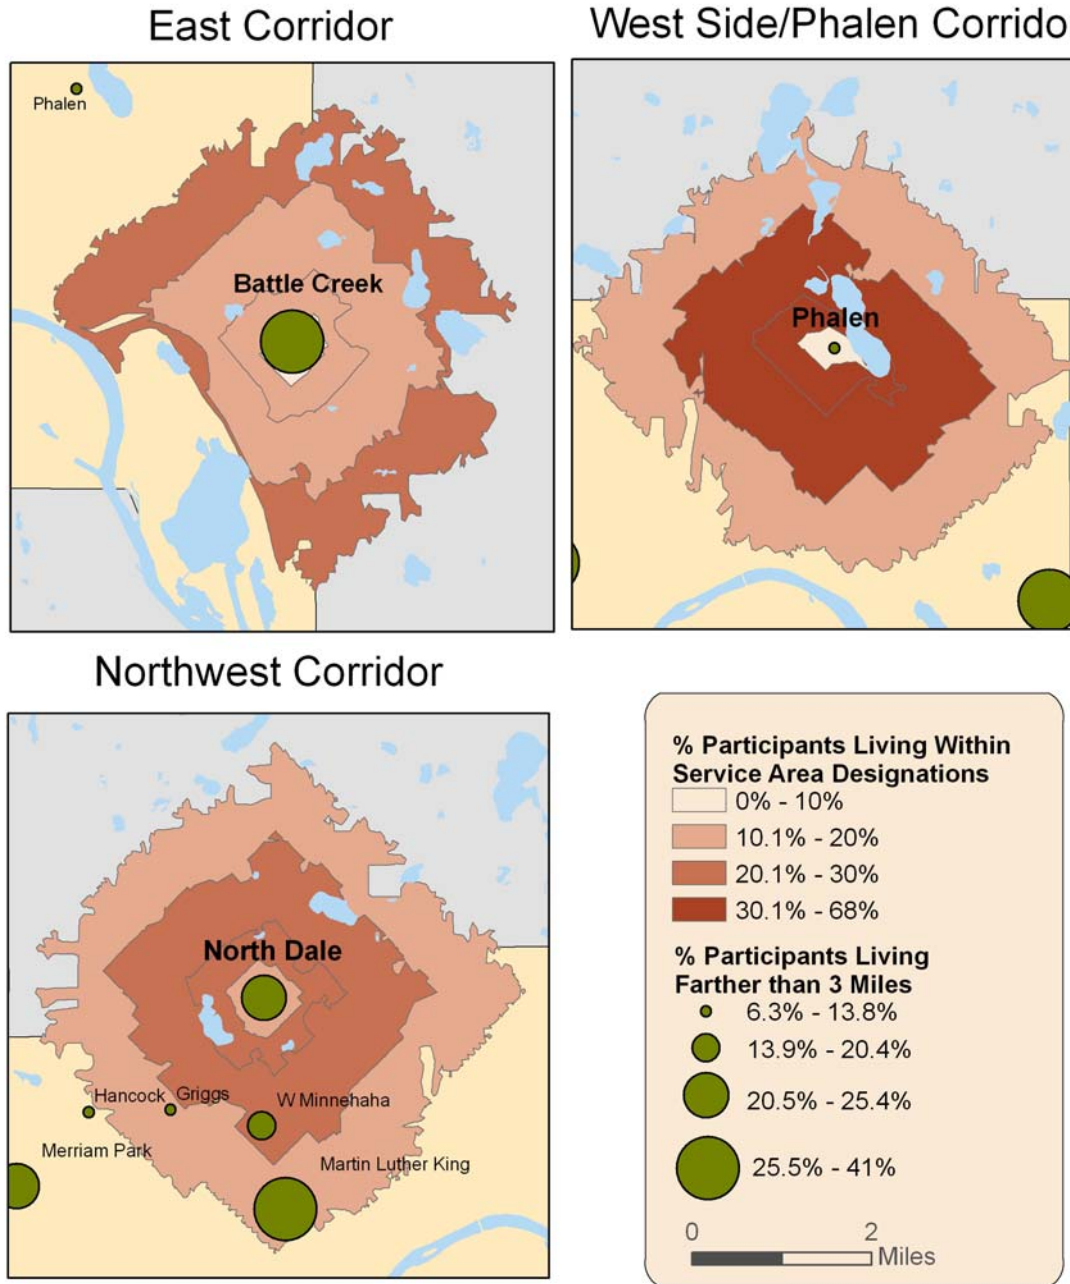 East Corridor
West Side/Phalen Corrido
Phalen
Battle Creek
Phalen
Northwest Corridor
North Dale
Hancock
Griggs
W Minnehaha
Merriam Park
Martin Luther King
% Participants Living Within
Service Area Designations
0% - 10%
10.1% - 20%
20.1% - 30%
30.1% - 68%
% Participants Living
Farther than 3 Miles
6.3% - 13.8%
13.9% - 20.4%
20.5% - 25.4%
25.5% - 41%
0 2
Miles